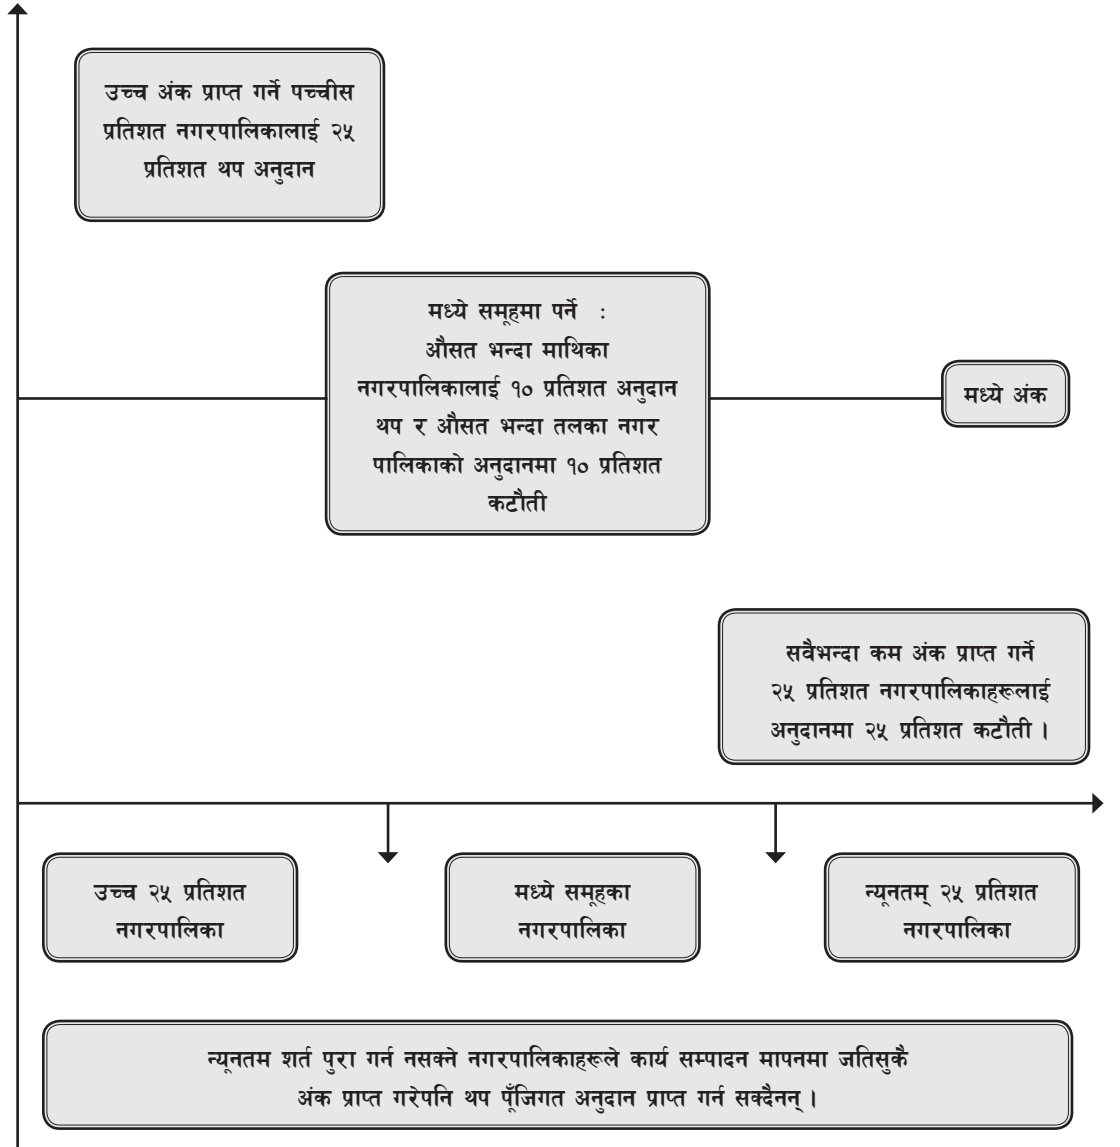 उच्च अंक प्राप्त गर्ने पच्चीस
प्रतिशत नगरपालिकालाई २५
प्रतिशत थप अनुदान
मध्ये समूहमा पर्ने :
औसत भन्दा माथिका
नगरपालिकालाई १० प्रतिशत अनुदान
थप र औसत भन्दा तलका नगर
पालिकाको अनुदानमा १० प्रतिशत
कटौती
मध्ये अंक
सवैभन्दा कम अंक प्राप्त गर्ने
२५ प्रतिशत नगरपालिकाहरूलाई
अनुदानमा २५ प्रतिशत कटौती ।
उच्च २५ प्रतिशत
नगरपालिका
मध्ये समूहका
नगरपालिका
न्यूनतम् २५ प्रतिशत
नगरपालिका
न्यूनतम शर्त पुरा गर्न नसक्ने नगरपालिकाहरूले कार्य सम्पादन मापनमा जतिसुकै
अंक प्राप्त गरेपनि थप पूँजिगत अनुदान प्राप्त गर्न सक्दैनन् ।